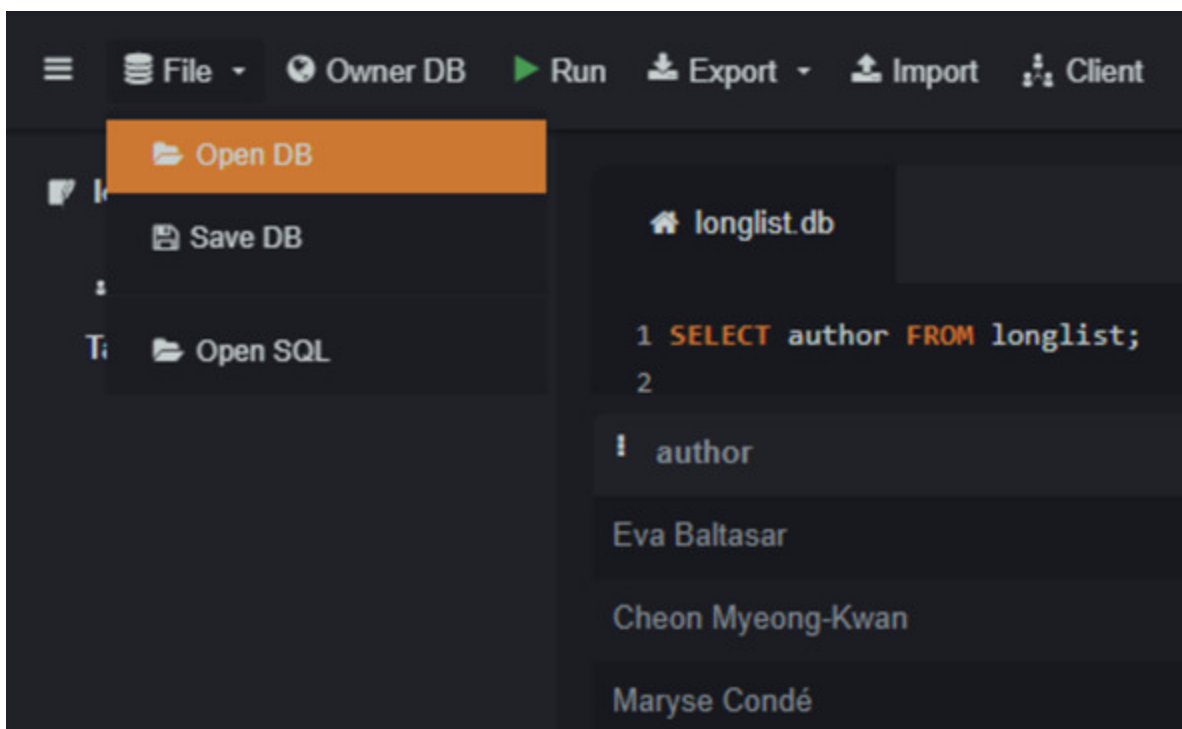 File Owner DB Run Export Import Client
Open DB
Save DB
Open SQL
longlist.db
1 SELECT author FROM longlist;
2
author
Eva Baltasar
Cheon Myeong-Kwan
Maryse Condé